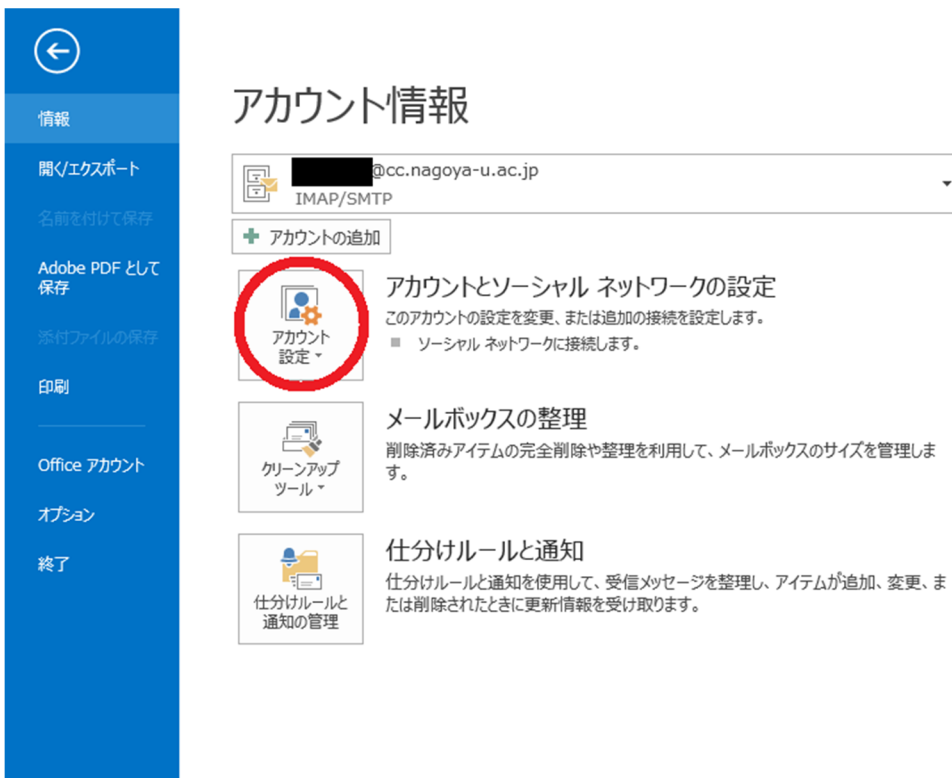 情報
開く/エクスポート
名前を付けて保存
Adobe PDF として
保存
添付ファイルの保存
印刷
Office アカウント
オプション
終了
アカウント情報
@cc.nagoya-u.ac.jp
IMAP/SMTP
アカウントの追加
アカウント
設定
アカウントとソーシャル ネットワークの設定
このアカウントの設定を変更、または追加の接続を設定します。
ソーシャル ネットワークに接続します。
クリーンアップ
ツール
メールボックスの整理
削除済みアイテムの完全削除や整理を利用して、メールボックスのサイズを管理しま
す。
仕分けルールと
通知の管理
仕分けルールと通知
仕分けルールと通知を使用して、受信メッセージを整理し、アイテムが追加、変更、ま
たは削除されたときに更新情報を受け取ります。